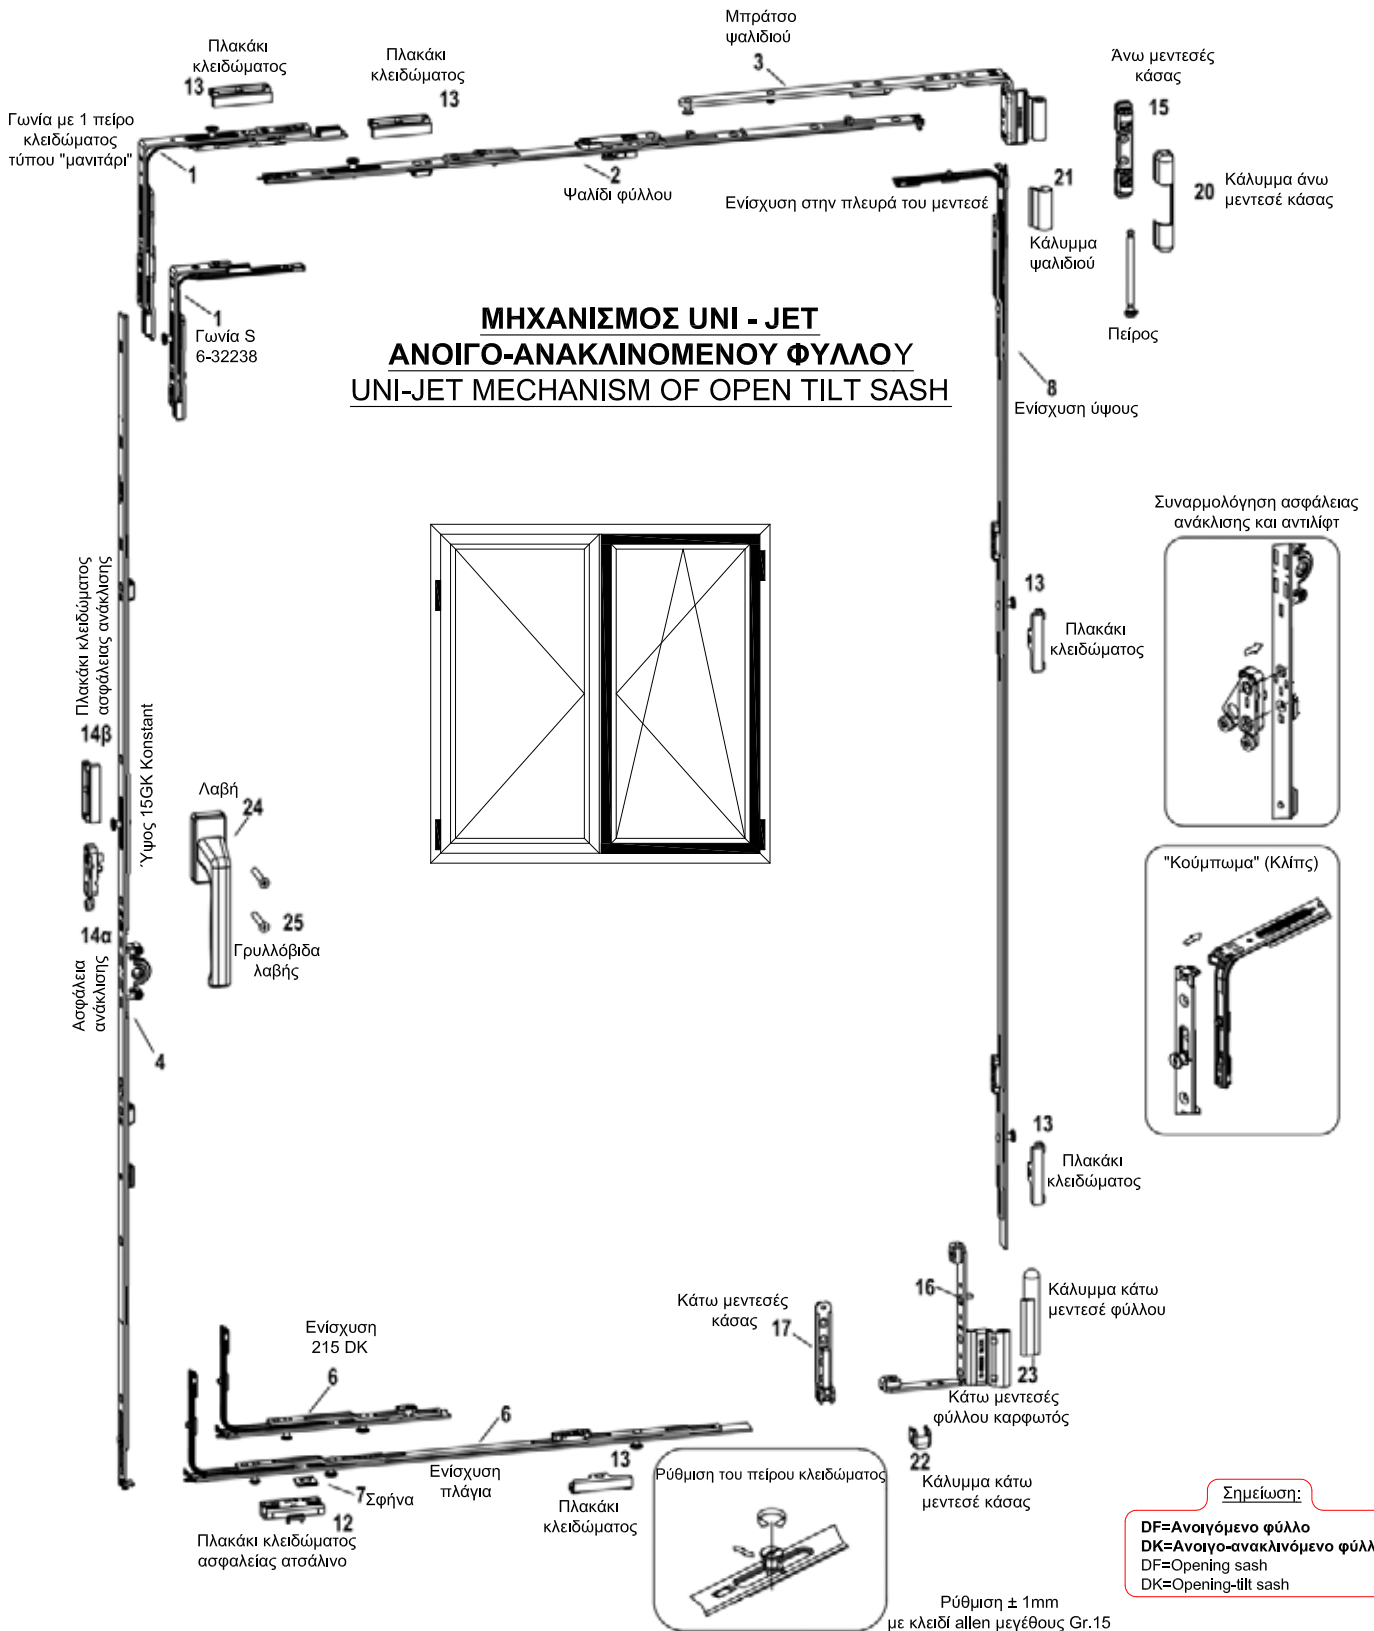 Μπράτσο
ψαλιδιού
3
Πλακάκι
κλειδώματος
13
Πλακάκι
κλειδώματος
13
Άνω μεντεσές
κάσας
15
Γωνία με 1 πείρο
κλειδώματος
τύπου "μανιτάρι"
1
2
Ψαλίδι φύλλου
Ενίσχυση στην πλευρά του μεντεσέ
21
Κάλυμμα
ψαλιδιού
20
Κάλυμμα άνω
μεντεσέ κάσας
Πείρος
1
Γωνία S
6-32238
ΜΗΧΑΝΙΣΜΟΣ UNI - JET
ΑΝΟΙΓΟ-ΑΝΑΚΛΙΝΟΜΕΝΟΥ ΦΥΛΛΟΥ
UNI-JET MECHANISM OF OPEN TILT SASH
8
Ενίσχυση ύψους
Συναρμολόγηση ασφάλειας
ανάκλισης και αντιλίφτ
13
Πλακάκι
κλειδώματος
Πλακάκι κλειδώματος
ασφάλειας ανάκλισης
14β
Ύψος 15GK Konstant
Λαβή
24
25
Γρυλλόβιδα
λαβής
14α
Ασφάλεια
ανάκλισης
4
"Κούμπωμα" (Κλίπς)
13
Πλακάκι
κλειδώματος
16
Κάλυμμα κάτω
μεντεσέ φύλλου
Κάτω μεντεσές
κάσας
17
23
Κάτω μεντεσές
φύλλου καρφωτός
Ενίσχυση
215 DK
6
6
Ενίσχυση
πλάγια
13
Πλακάκι
κλειδώματος
7
Σφήνα
12
Πλακάκι κλειδώματος
ασφαλείας ατσάλινο
22
Κάλυμμα κάτω
μεντεσέ κάσας
Ρύθμιση του πείρου κλειδώματος
Ρύθμιση ± 1mm
με κλειδί allen μεγέθους Gr.15
Σημείωση:
DF=Ανοιγόμενο φύλλο
DK=Ανοιγο-ανακλινόμενο φύλλ
DF=Opening sash
DK=Opening-tilt sash